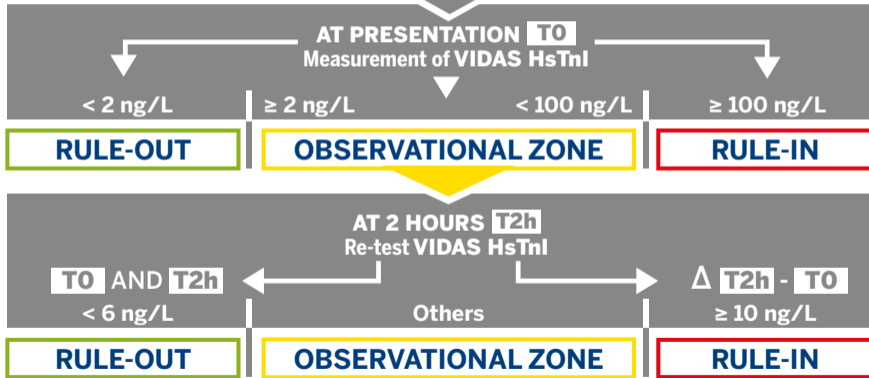 AT PRESENTATION T0
Measurement of VIDAS HsTnI
< 2 ng/L ≥ 2 ng/L < 100 ng/L ≥ 100 ng/L
RULE-OUT OBSERVATIONAL ZONE RULE-IN
AT 2 HOURS T2h
Re-test VIDAS HsTnI
T0 AND T2h Δ T2h - T0
< 6 ng/L Others ≥ 10 ng/L
RULE-OUT OBSERVATIONAL ZONE RULE-IN